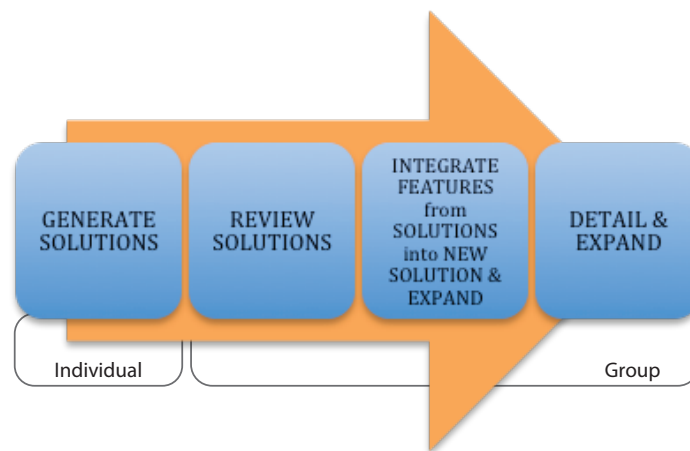 GENERATE
SOLUTIONS
REVIEW
SOLUTIONS
INTEGRATE
FEATURES
from
SOLUTIONS
into NEW
SOLUTION &
EXPAND
DETAIL &
EXPAND
Individual
Group